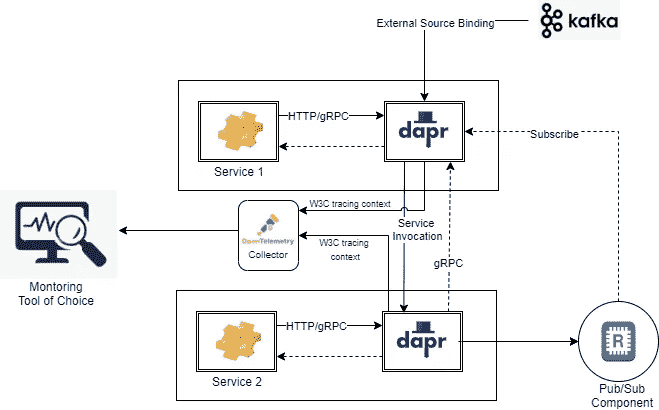 External Source Binding
kafka
HTTP/gRPC
dapr
Service 1
Subscribe
W3C tracing context
Service
Invocation
OpenTelemetry
Collector
W3C tracing
context
gRPC
Montoring
Tool of Choice
HTTP/gRPC
dapr
Service 2
R
Pub/Sub
Component